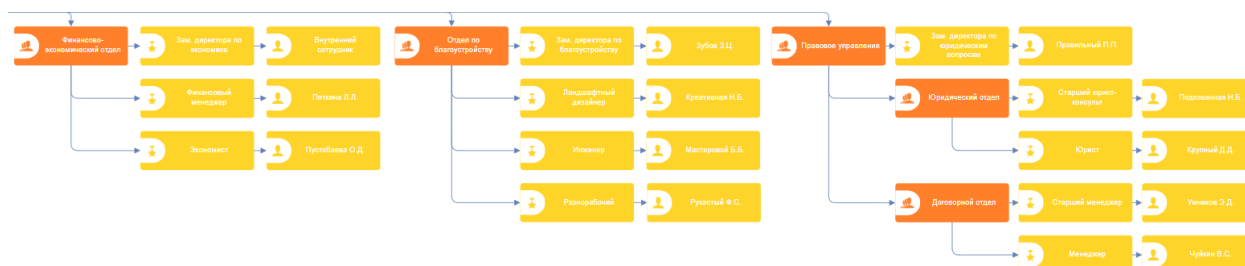 Финансово-
экономический отдел
Зам. директора по
экономике
Внутренний
сотрудник
Финансовый
менеджер
Пяткина Л.Л.
Экономист
Пустобаева О.Д.
Отдел по
благоустройству
Зам. директора по
благоустройству
Зубов З.Ц.
Ландшафтный
дизайнер
Креативная Н.Б.
Инженер
Мастеровой Б.Б.
Разнорабочий
Рукастый Ф.С.
Правовое управление
Зам. директора по
юридическим
вопросам
Правильный П.П.
Юридический отдел
Старший юрист-
консульт
Подкованная Н.Б.
Юрист
Крупный Д.Д.
Договорной отдел
Старший менеджер
Умников Э.Д.
Менеджер
Чуйкин В.С.